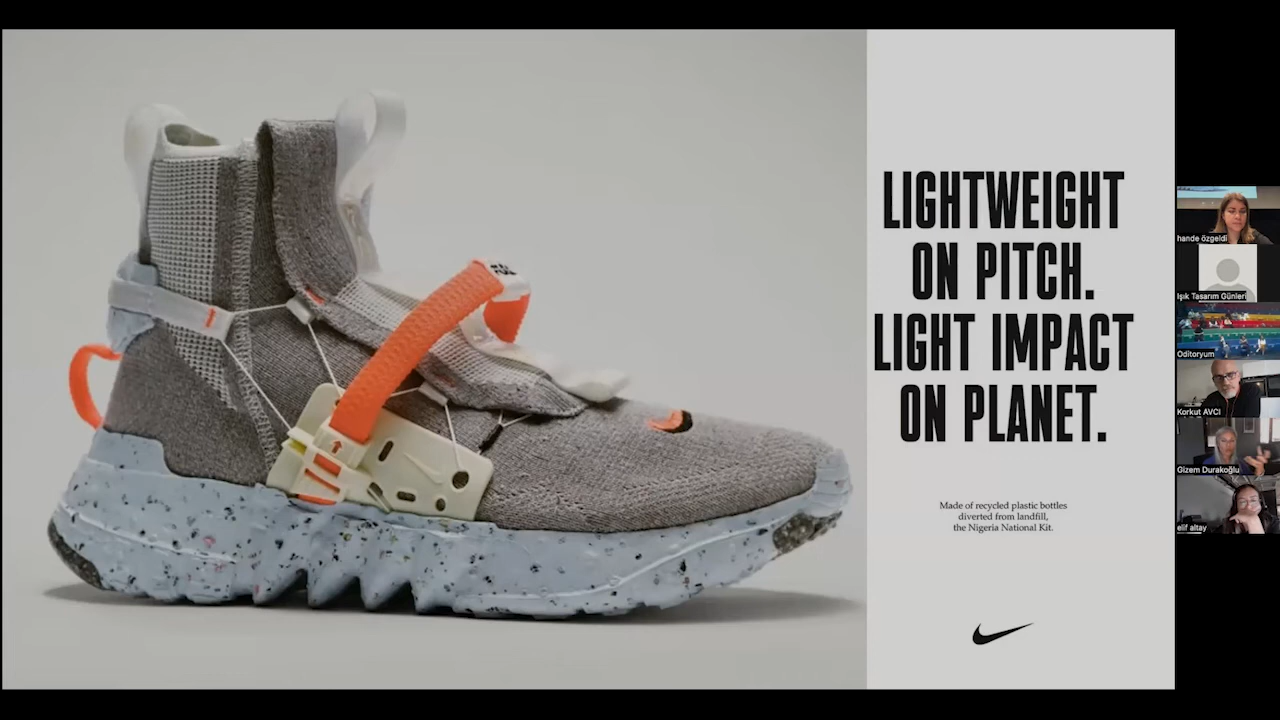 LIGHTWEIGHT
ON PITCH.
LIGHT IMPACT
ON PLANET.
Made of recycled plastic bottles
diverted from landfill,
the Nigeria National Kit.
hande özgeldi
Işık Tasarım Günleri
Oditoryum
Korkut AVCI
Gizem Durakoğlu
elif altay